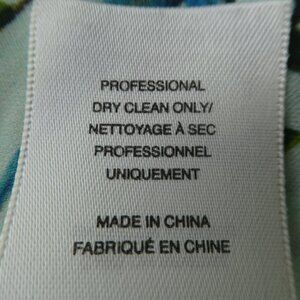 PROFESSIONAL
DRY CLEAN ONLY/
NETTOYAGE À SEC
PROFESSIONNEL
UNIQUEMENT
MADE IN CHINA
FABRIQUÉ EN CHINE